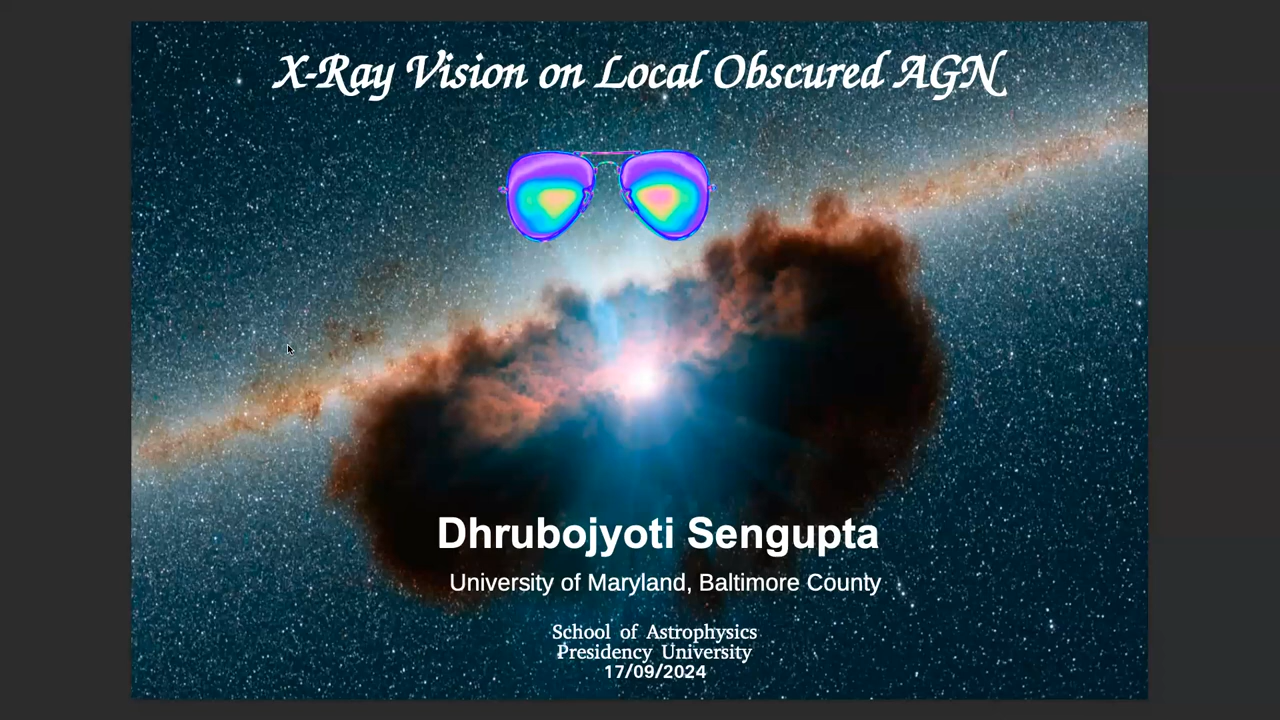 X-Ray Vision on Local Obscured AGN
Dhrubojyoti Sengupta
University of Maryland, Baltimore County
School of Astrophysics
Presidency University
17/09/2024